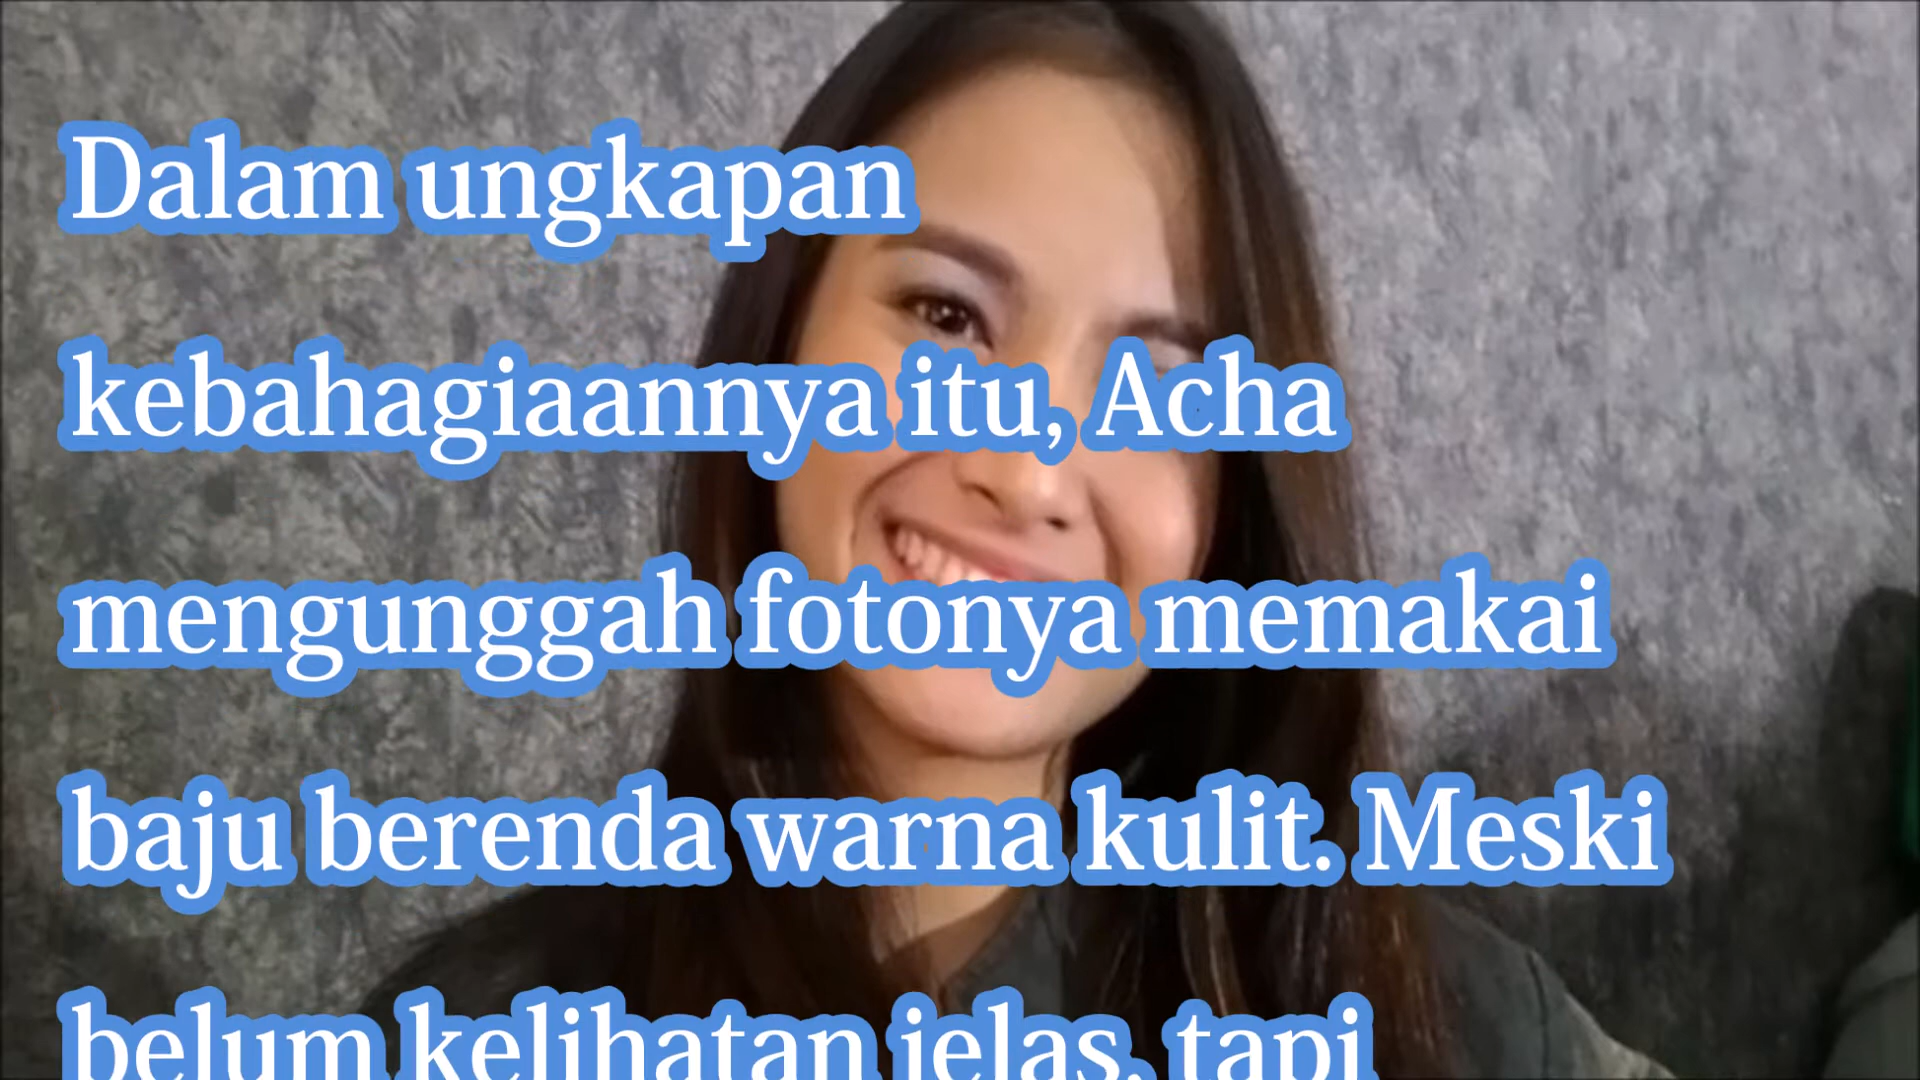 Dalam ungkapan
kebahagiaannya itu, Acha
mengunggah fotonya memakai
baju berenda warna kulit. Meski
belum kelihatan jelas, tapi